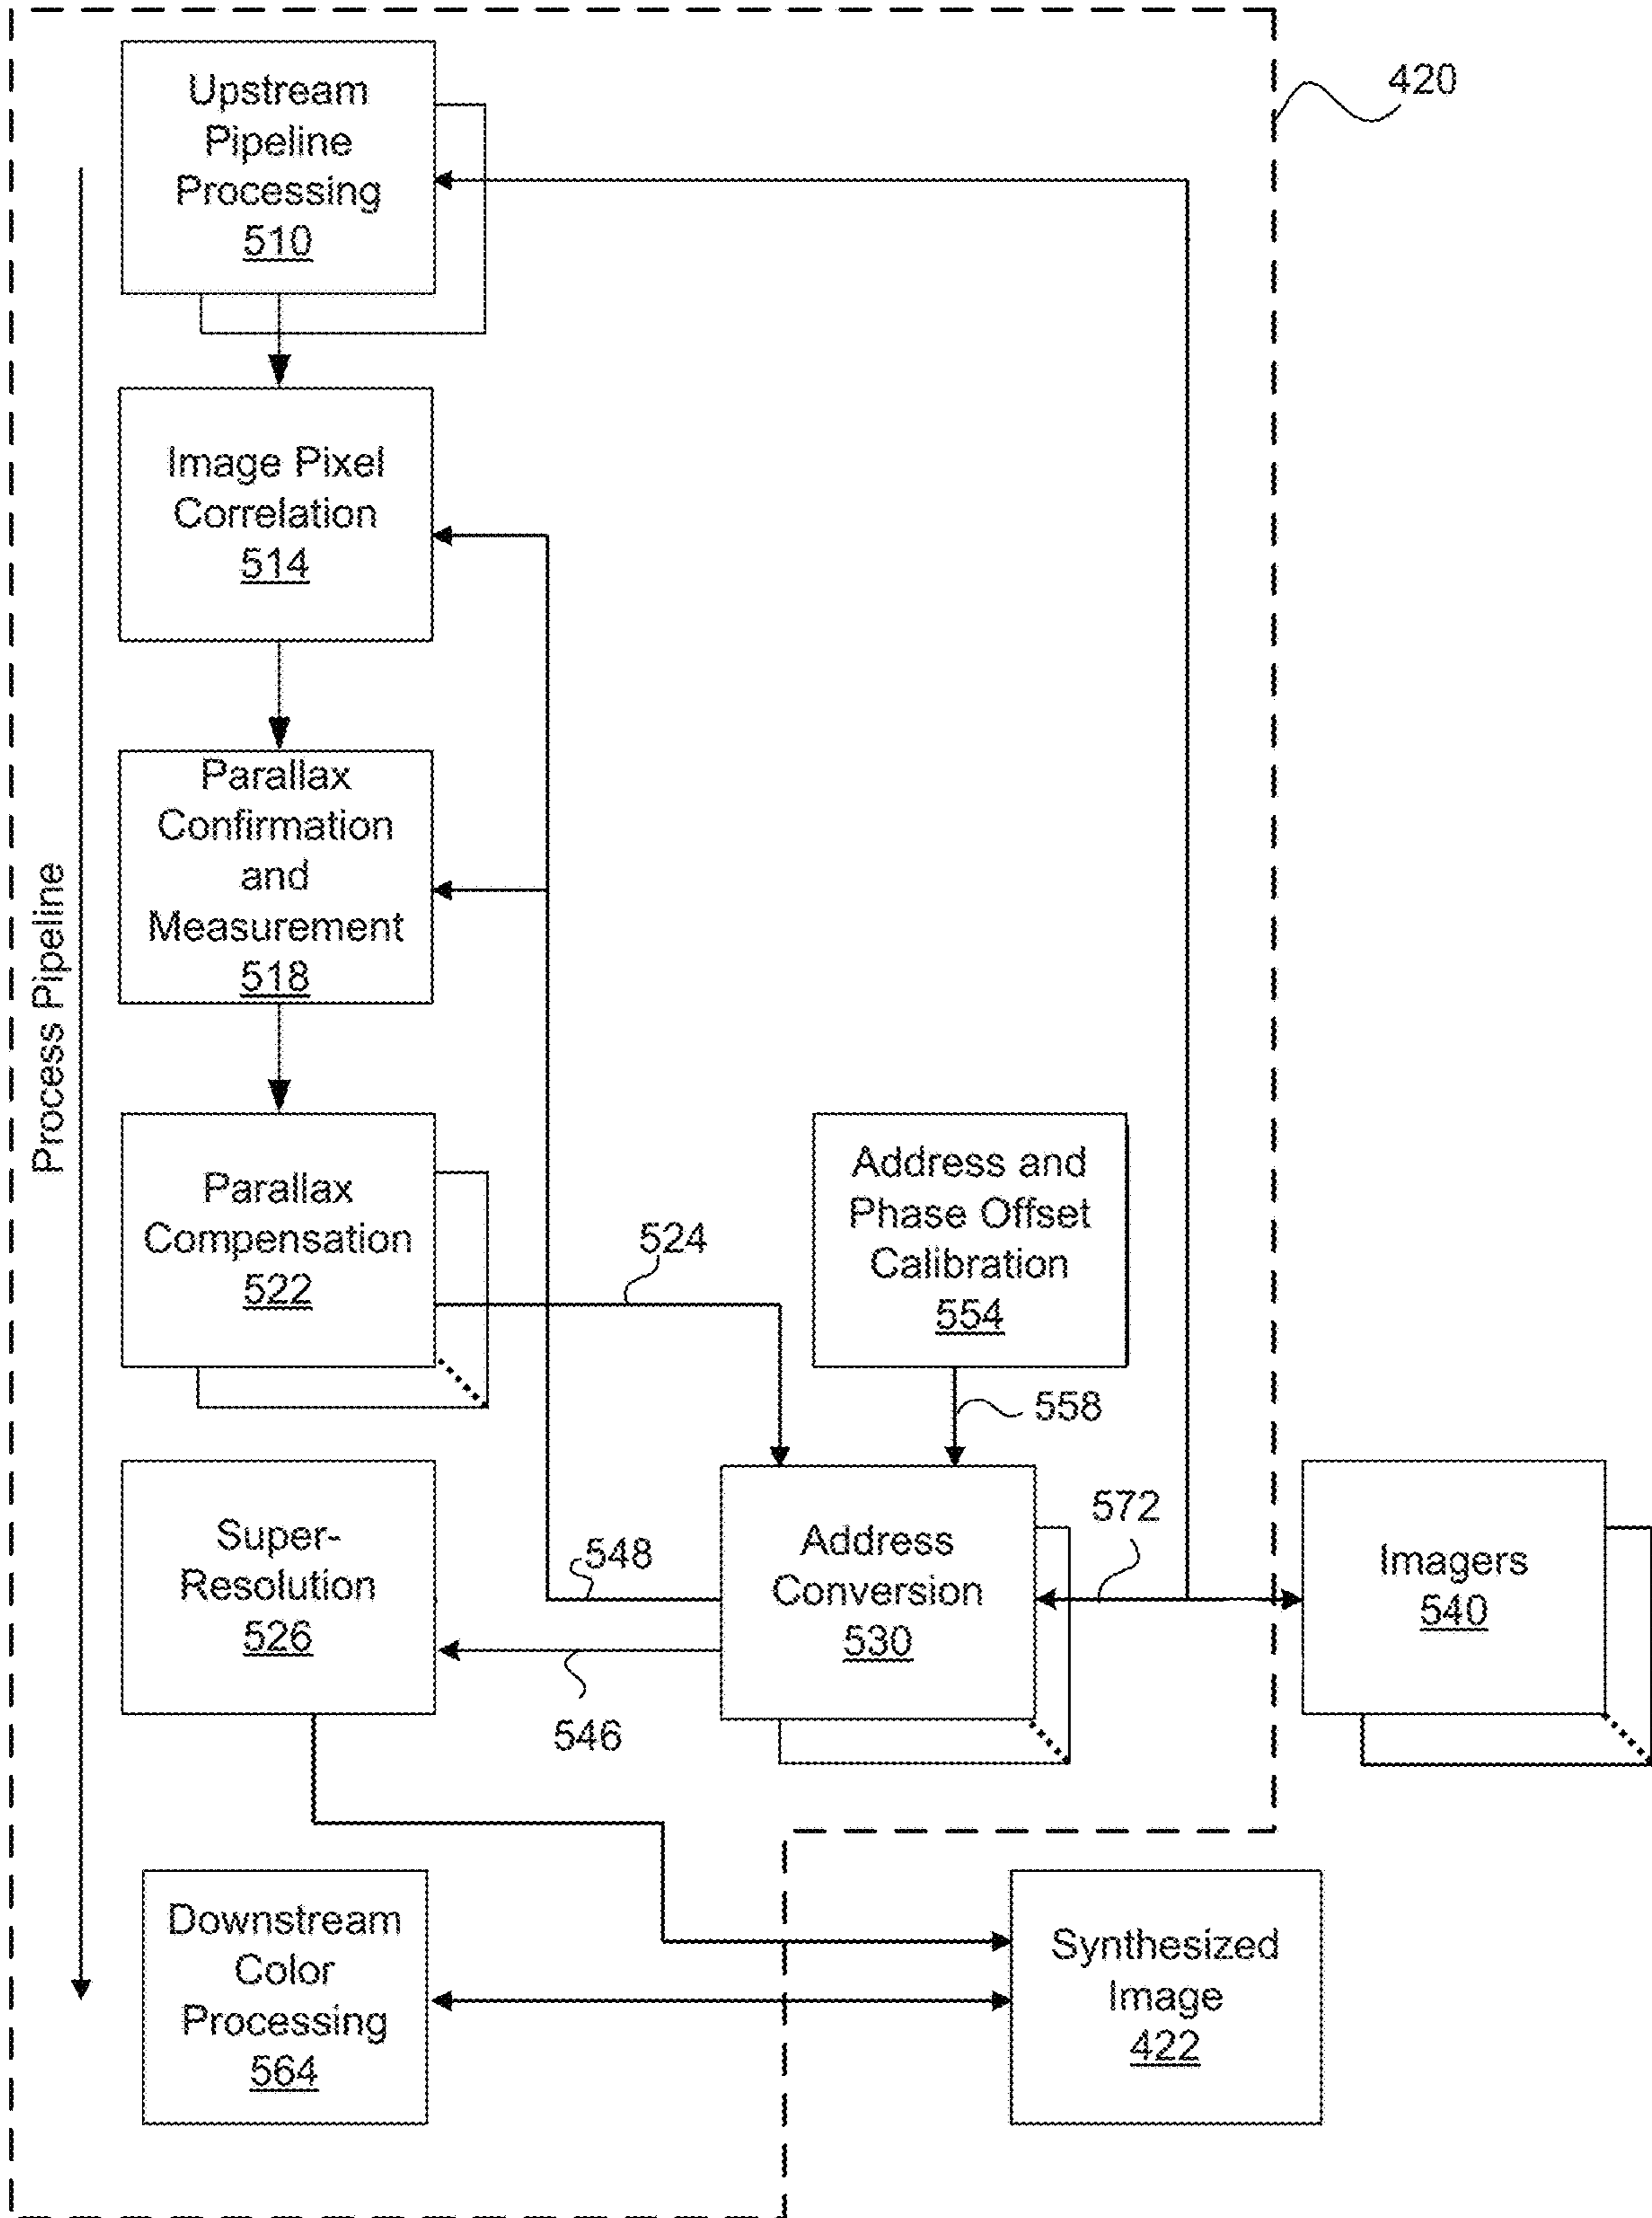 420
Upstream
Pipeline
Processing
510
Image Pixel
Correlation
514
Parallax
Confirmation
and
Measurement
518
Process Pipeline
Parallax
Compensation
522
524
Address and
Phase Offset
Calibration
554
558
Super-
Resolution
526
548
546
Address
Conversion
530
572
Imagers
540
Downstream
Color
Processing
564
Synthesized
Image
422